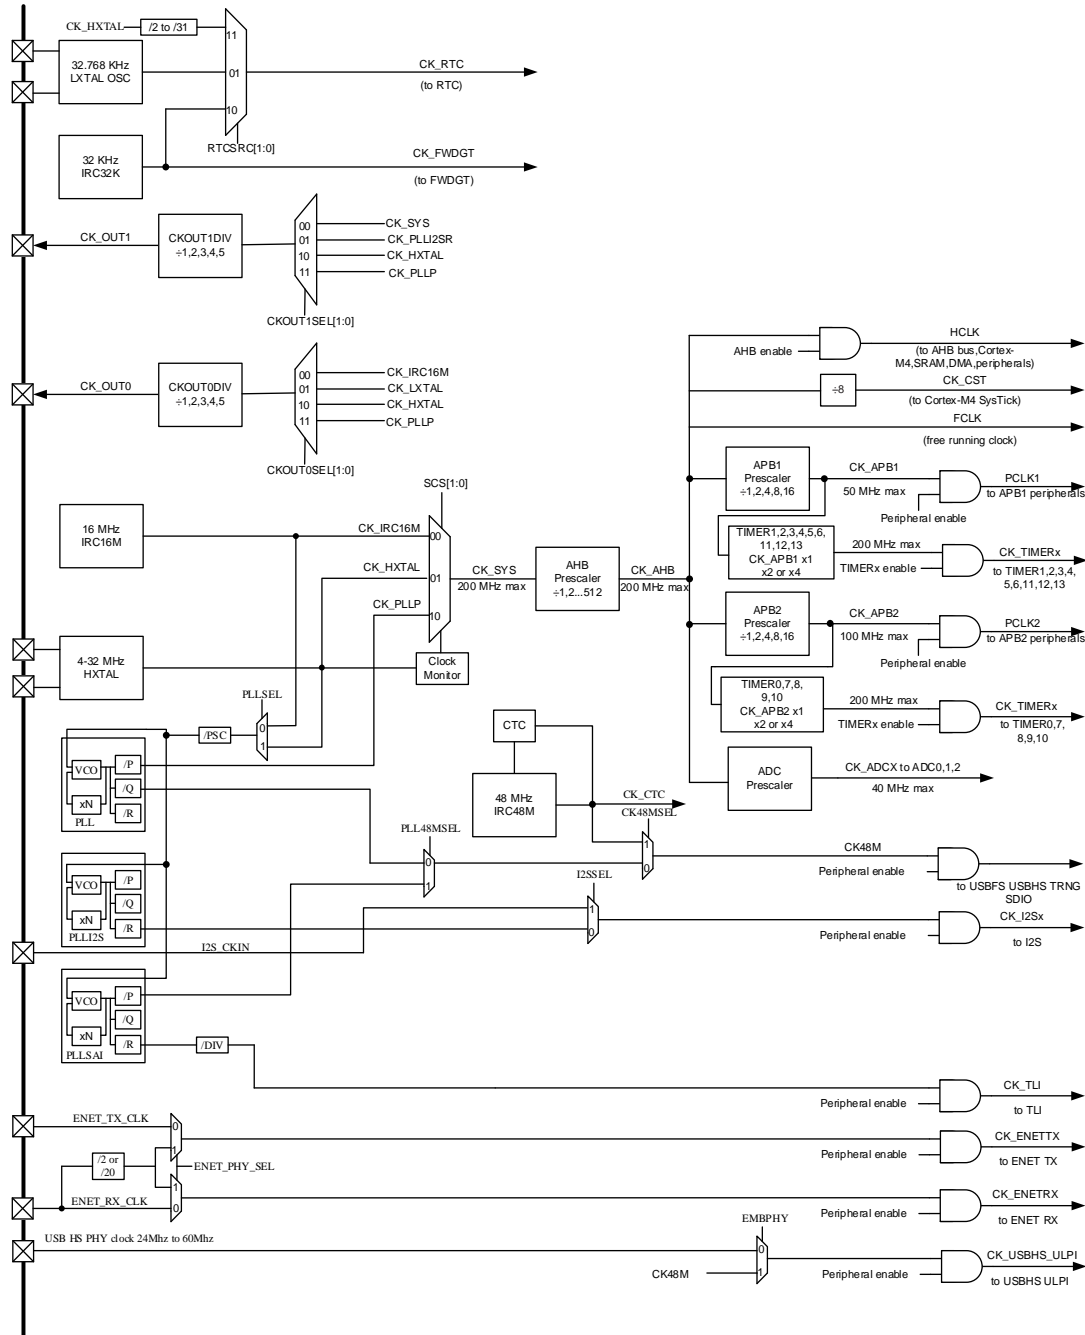 CK_HXTAL
/2 to /31
11
32.768 KHz
LXTAL OSC
01
CK_RTC
(to RTC)
10
RTCSRC[1:0]
32 KHz
IRC32K
CK_FWDGT
(to FWDGT)
CK_OUT1
CKOUT1DIV
÷1,2,3,4,5
00
01
10
11
CK_SYS
CK_PLLI2SR
CK_HXTAL
CK_PLLP
CKOUT1SEL[1:0]
CK_OUT0
CKOUT0DIV
÷1,2,3,4,5
00
01
10
11
CK_IRC16M
CK_LXTAL
CK_HXTAL
CK_PLLP
CKOUT0SEL[1:0]
AHB enable
HCLK
(to AHB bus,Cortex-
M4,SRAM,DMA,peripherals)
÷8
CK_CST
(to Cortex-M4 SysTick)
FCLK
(free running clock)
SCS[1:0]
16 MHz
IRC16M
CK_IRC16M
00
CK_HXTAL
01
CK_PLLP
10
CK_SYS
200 MHz max
AHB
Prescaler
÷1,2...512
CK_AHB
200 MHz max
APB1
Prescaler
÷1,2,4,8,16
CK_APB1
50 MHz max
Peripheral enable
PCLK1
to APB1 peripherals
TIMER1,2,3,4,5,6,
11,12,13
CK_APB1 x1
x2 or x4
200 MHz max
TIMERx enable
CK_TIMERx
to TIMER1,2,3,4,
5,6,11,12,13
APB2
Prescaler
÷1,2,4,8,16
CK_APB2
100 MHz max
Peripheral enable
PCLK2
to APB2 peripherals
4-32 MHz
HXTAL
Clock
Monitor
TIMER0,7,8,
9,10
CK_APB2 x1
x2 or x4
200 MHz max
TIMERx enable
CK_TIMERx
to TIMER0,7,
8,9,10
PLLSEL
/PSC
0
1
CTC
ADC
Prescaler
CK_ADCX to ADC0,1,2
40 MHz max
VCO
xN
/P
/Q
/R
PLL
48 MHz
IRC48M
CK_CTC
CK48MSEL
1
0
PLL48MSEL
0
1
CK48M
Peripheral enable
to USBFS USBHS TRNG
SDIO
VCO
xN
/P
/Q
/R
PLLI2S
I2SSEL
1
0
I2S_CKIN
Peripheral enable
CK_I2Sx
to I2S
VCO
xN
/P
/Q
/R
PLLSAI
/DIV
Peripheral enable
CK_TLI
to TLI
ENET_TX_CLK
0
1
/2 or
/20
ENET_PHY_SEL
Peripheral enable
CK_ENETTX
to ENET TX
ENET_RX_CLK
1
0
Peripheral enable
CK_ENETRX
to ENET RX
USB HS PHY clock 24Mhz to 60Mhz
EMBPHY
0
1
CK48M
Peripheral enable
CK_USBHS_ULPI
to USBHS ULPI